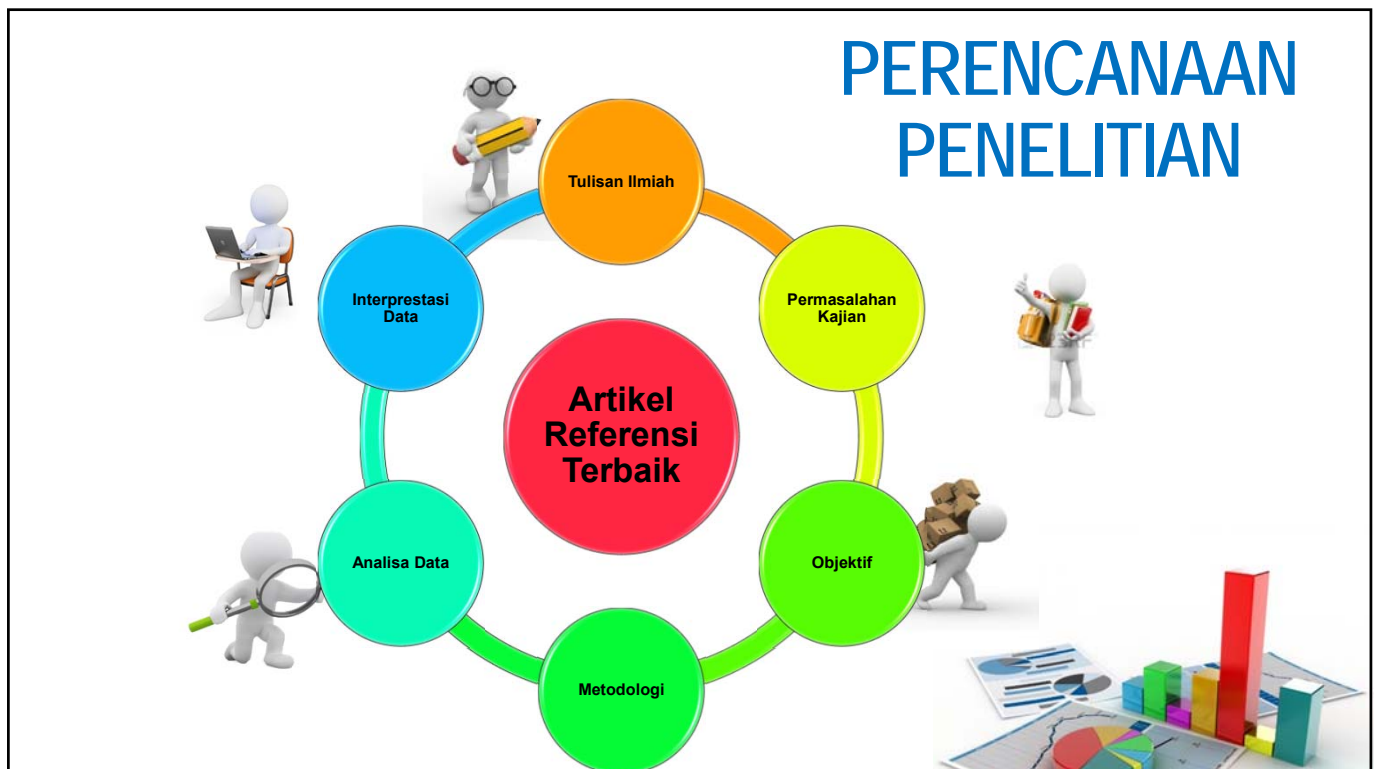 PERENCANAAN
PENELITIAN
Tulisan Ilmiah
Permasalahan
Kajian
Objektif
Metodologi
Analisa Data
Interprestasi
Data
Artikel
Referensi
Terbaik